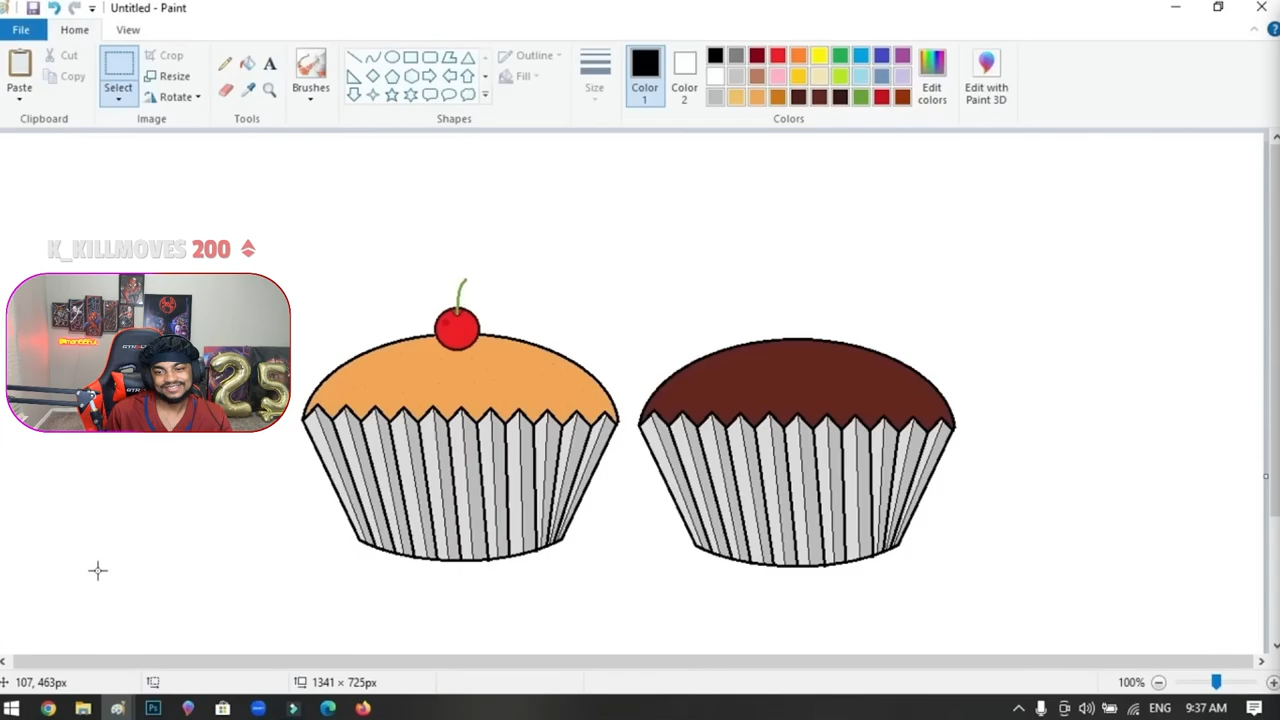 Untitled - Paint
File
Home
View
Paste
Cut
Copy
Clipboard
Select
Crop
Resize
Rotate
Image
Tools
Brushes
Shapes
Outline
Fill
Size
Color 1
Color 2
Colors
Edit colors
Edit with Paint 3D
K_KILLMOVES 200
25
107, 463px
1341 × 725px
100%
Ps
ENG
9:37 AM